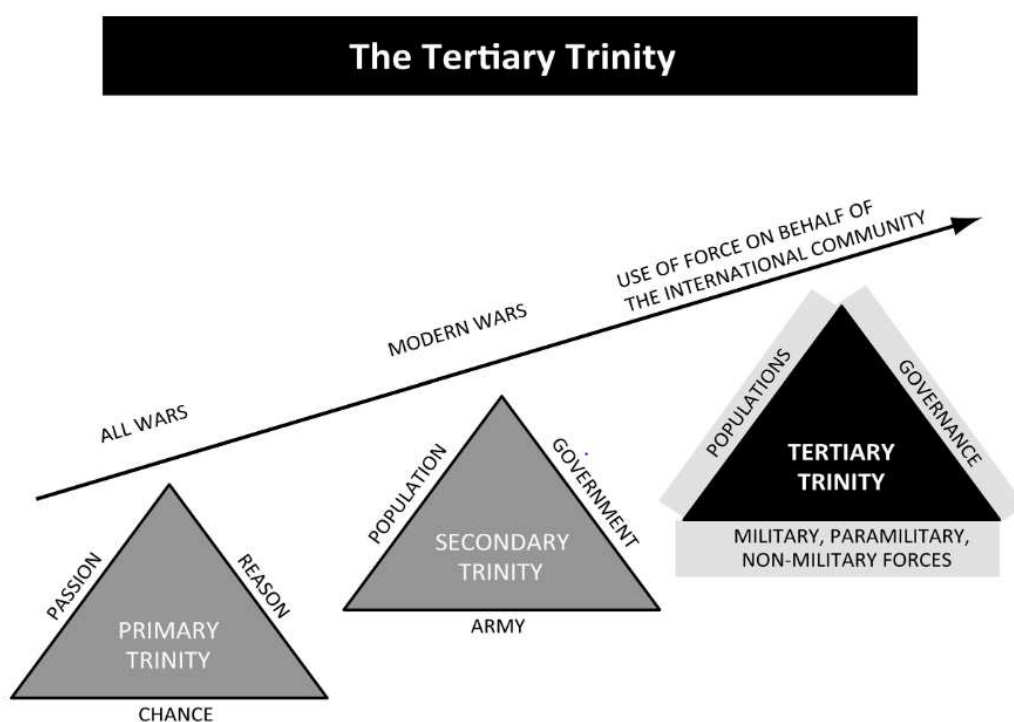 The Tertiary Trinity
USE OF FORCE ON BEHALF OF
THE INTERNATIONAL COMMUNITY
MODERN WARS
ALL WARS
PASSION
REASON
PRIMARY
TRINITY
CHANCE
POPULATION
GOVERNMENT
SECONDARY
TRINITY
ARMY
POPULATIONS
GOVERNANCE
TERTIARY
TRINITY
MILITARY, PARAMILITARY,
NON-MILITARY FORCES